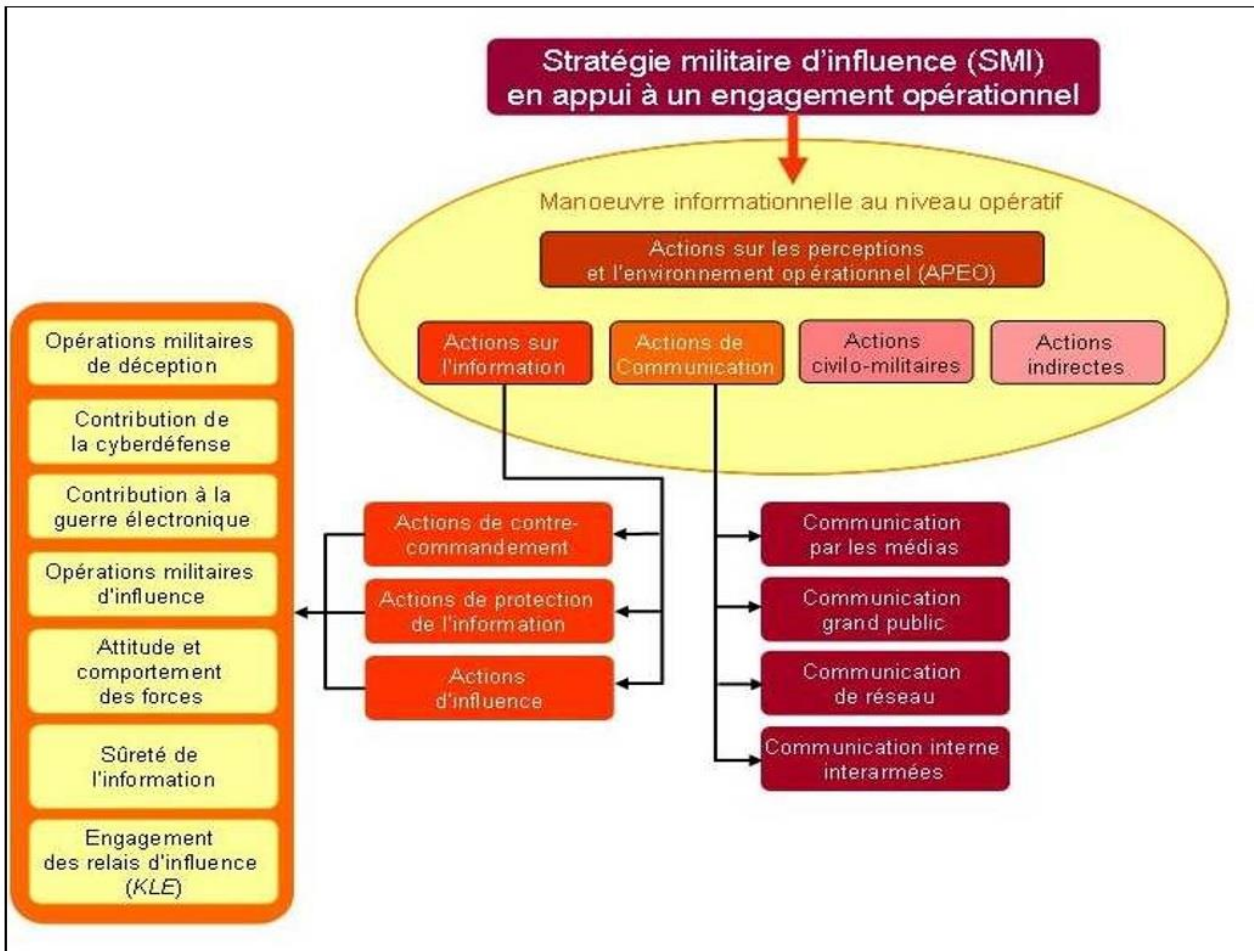 Stratégie militaire d'influence (SMI)
en appui à un engagement opérationnel
Manoeuvre informationnelle au niveau opératif
Actions sur les perceptions
et l'environnement opérationnel (APEO)
Actions sur
l'information
Actions de
Communication
Actions
civilo-militaires
Actions
indirectes
Opérations militaires
de déception
Contribution de
la cyberdéfense
Contribution à la
guerre électronique
Opérations militaires
d'influence
Attitude et
comportement
des forces
Sûreté de
l'information
Engagement
des relais d'influence
(KLE)
Actions de contre-
commandement
Actions de protection
de l'information
Actions
d'influence
Communication
par les médias
Communication
grand public
Communication
de réseau
Communication interne
interarmées